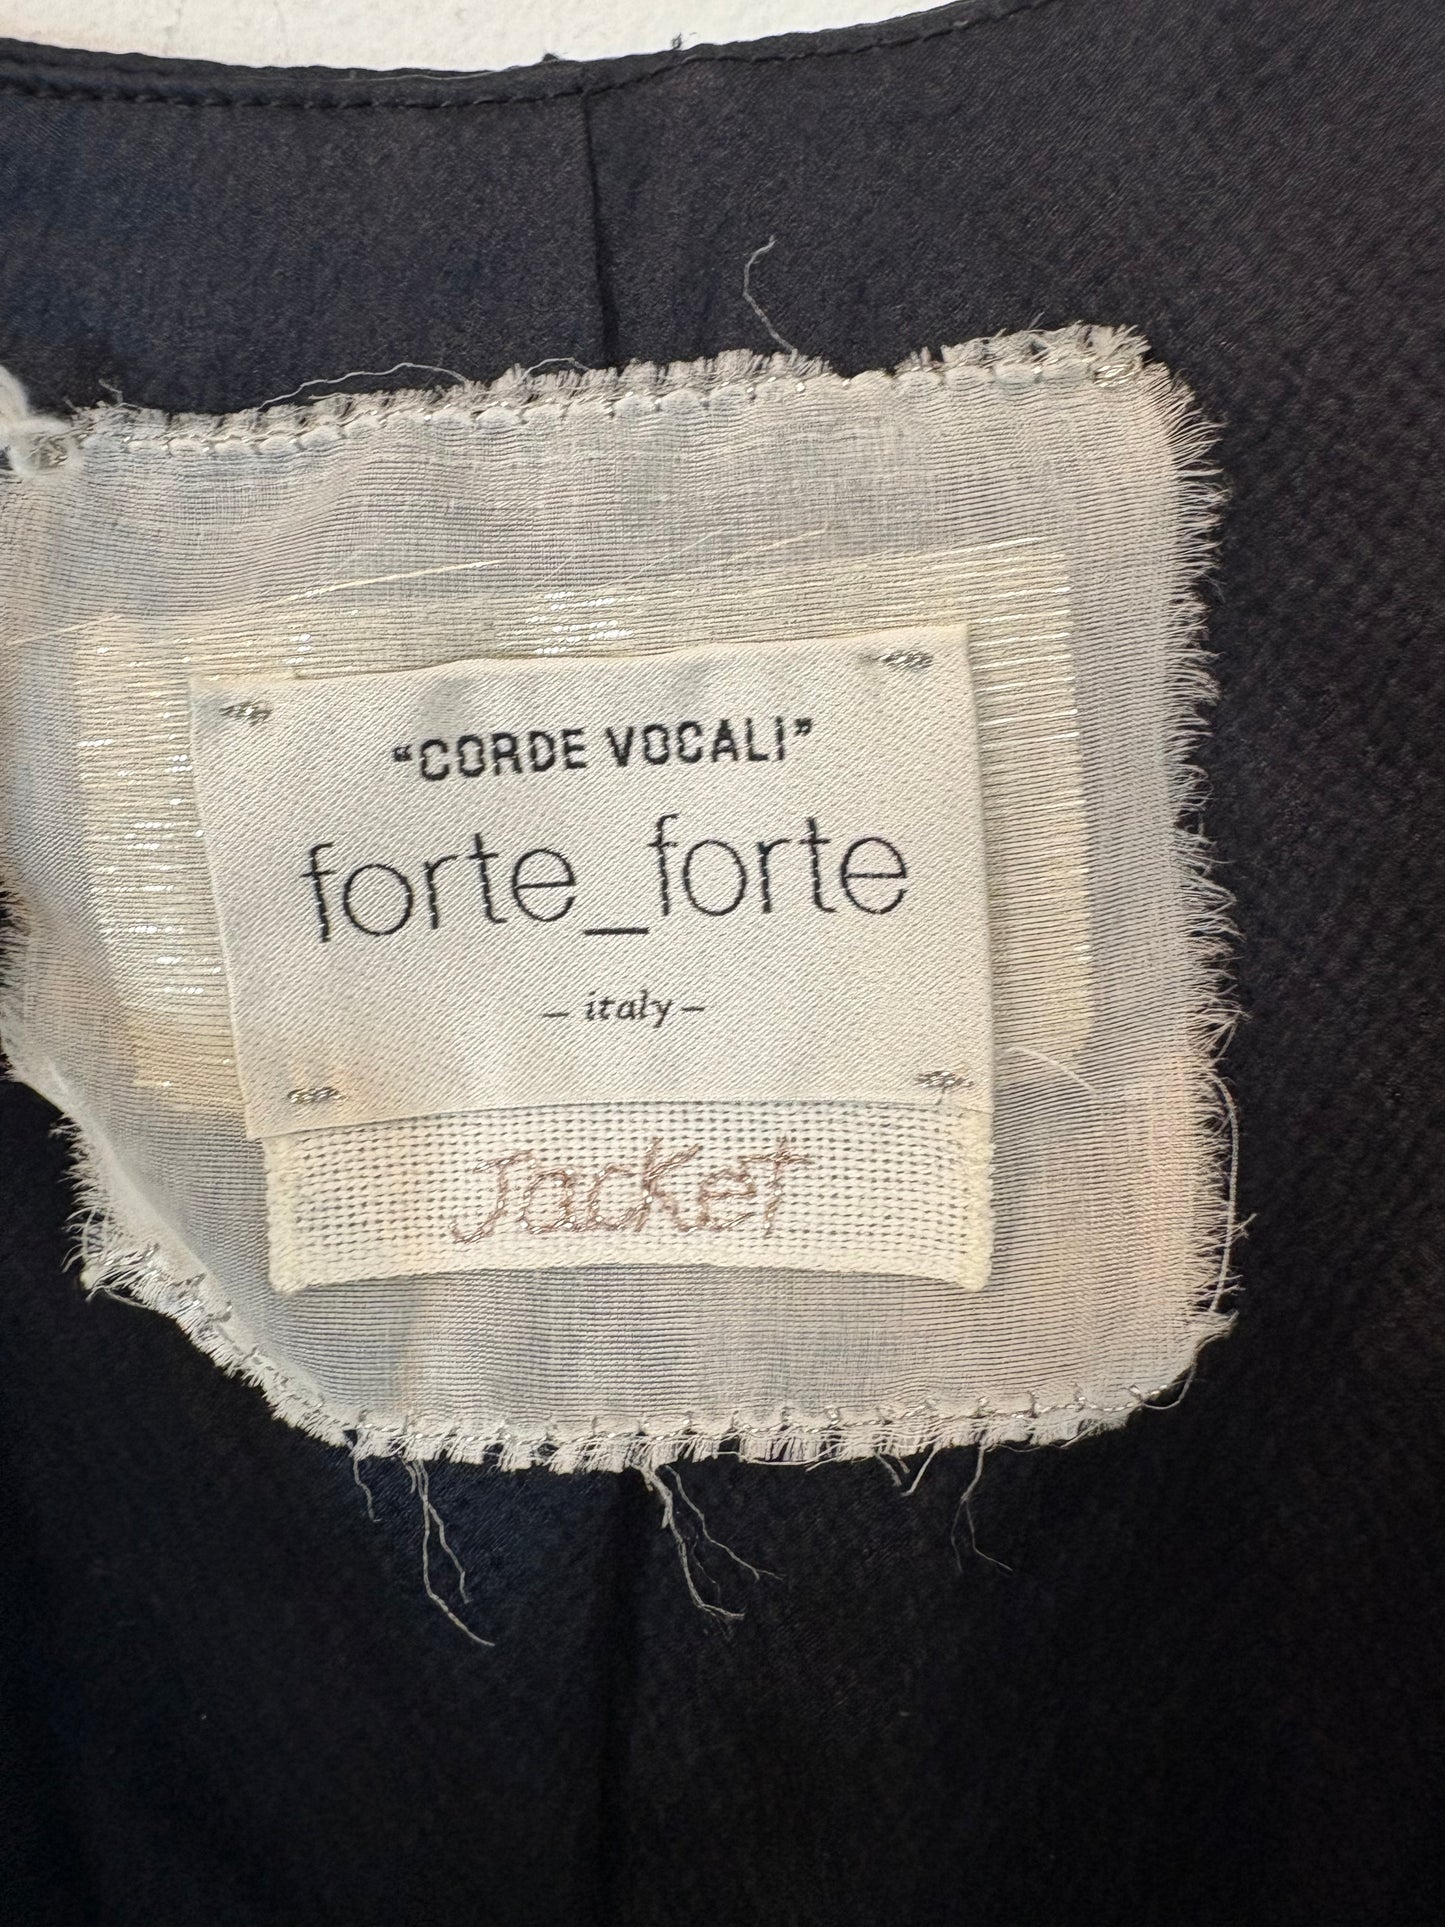 “CORDE VOCALI”
forte_forte
– italy –
Jacket